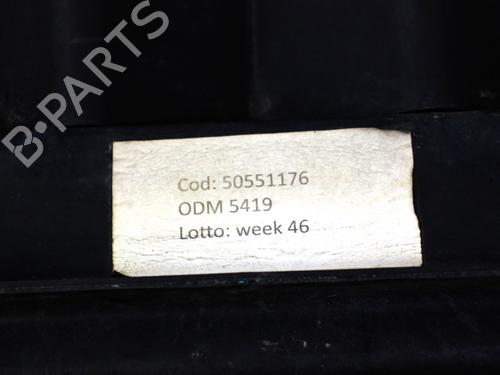 B-PARTS
Cod: 50551176
ODM 5419
Lotto: week 46